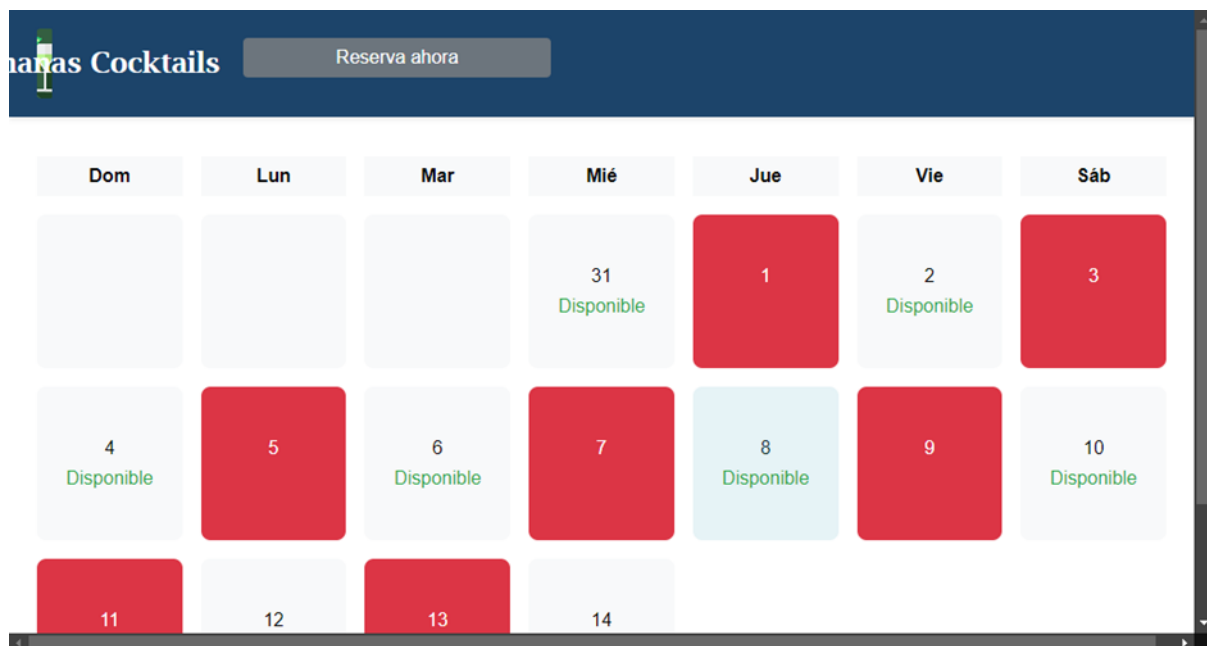 Cocktails
Reserva ahora
Dom Lun Mar Mié Jue Vie Sáb
31 1 2 3
Disponible Disponible
4 5 6 7 8 9 10
Disponible Disponible Disponible Disponible
11 12 13 14